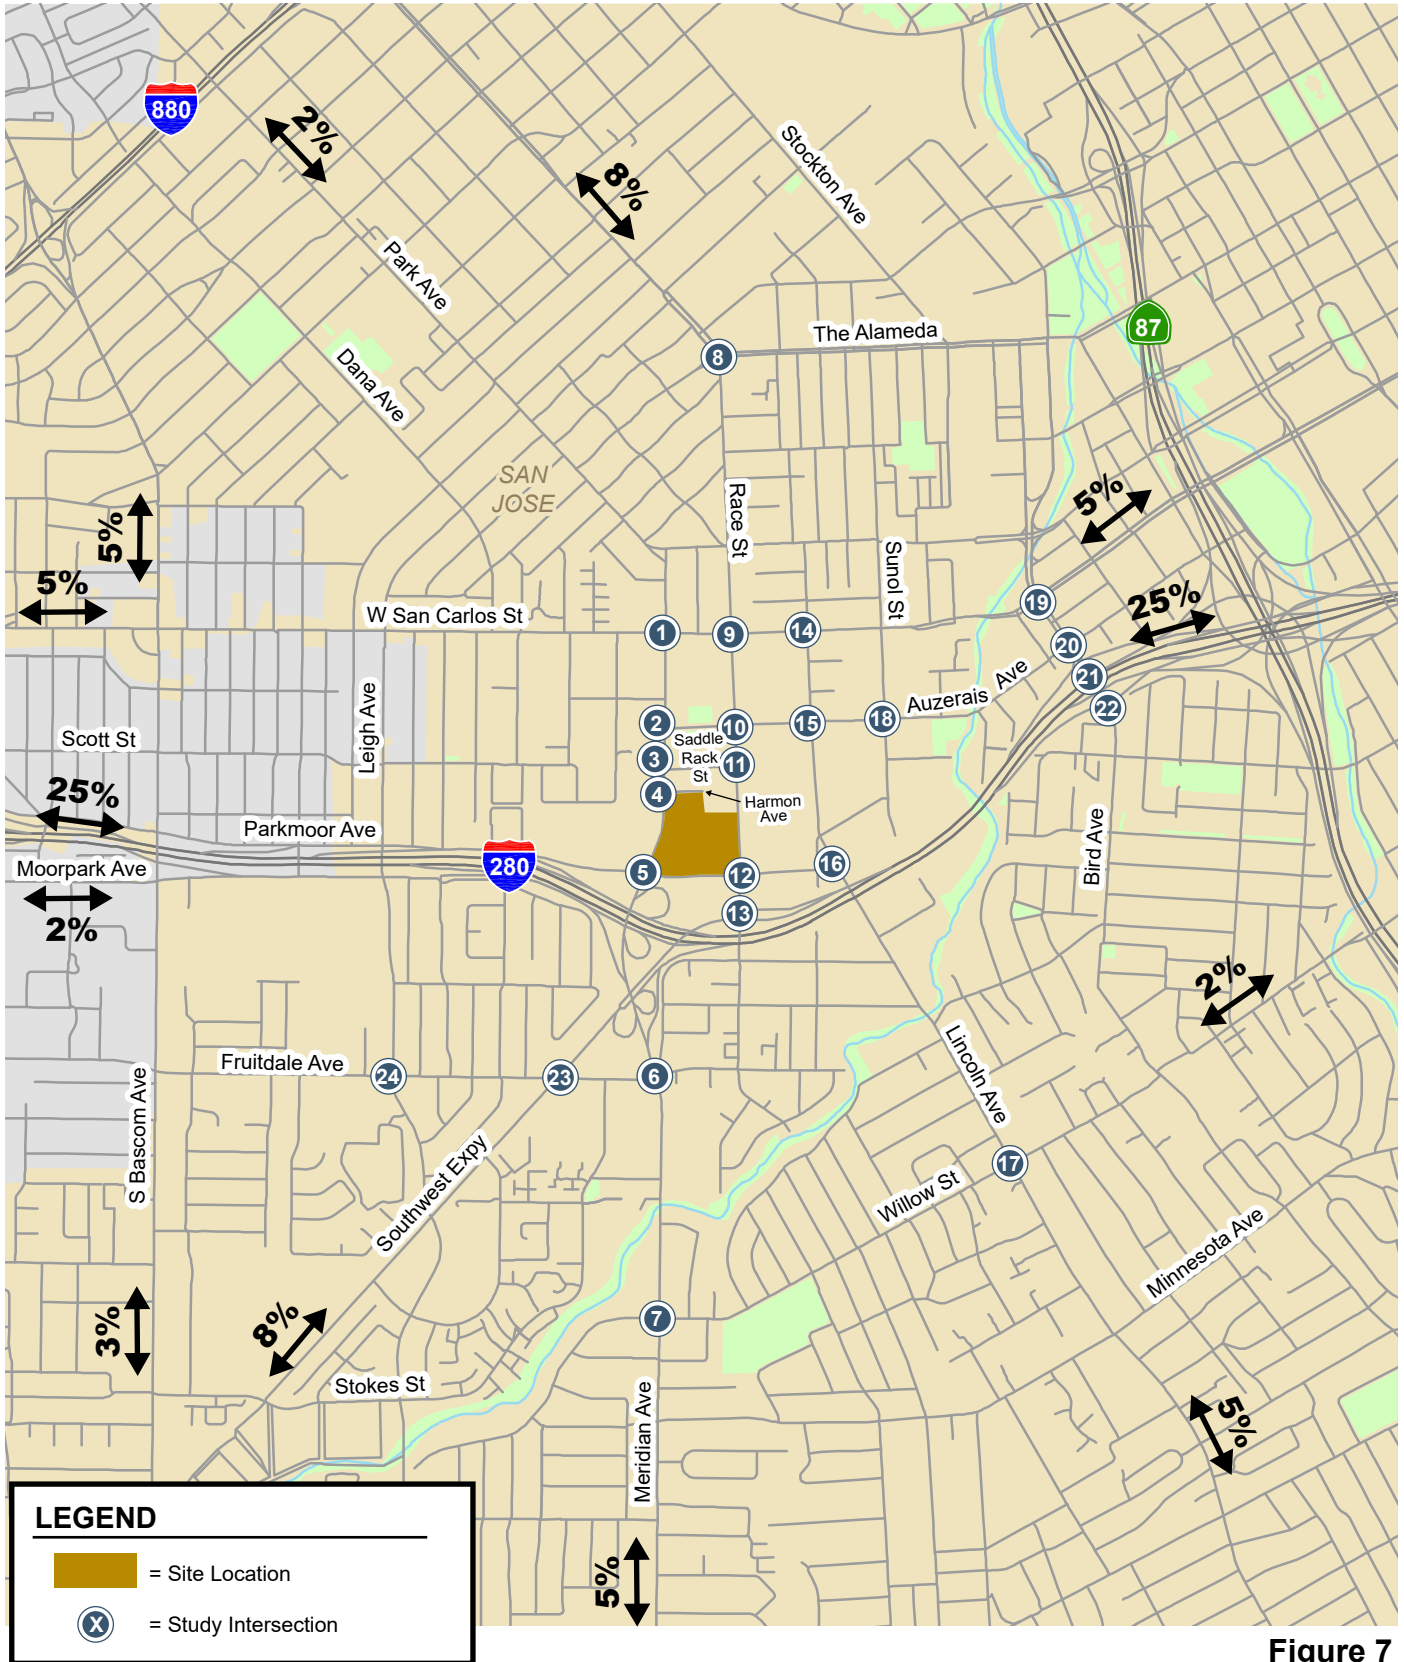 880
2%
8%
Stockton Ave
Park Ave
87
The Alameda
8
Dana Ave
SAN
JOSE
Race St
5%
5%
5%
Sunol St
25%
W San Carlos St
1
9
14
19
20
21
22
Leigh Ave
Auzerais Ave
2
10
15
18
Scott St
Saddle
Rack
St
3
11
4
Harmon
Ave
25%
Parkmoor Ave
Bird Ave
Moorpark Ave
280
5
12
16
13
2%
2%
Lincoln Ave
Fruitdale Ave
24
23
6
S Bascom Ave
Southwest Expy
17
Willow St
Minnesota Ave
3%
8%
7
Stokes St
Meridian Ave
5%
5%
LEGEND
= Site Location
X
= Study Intersection
Figure 7